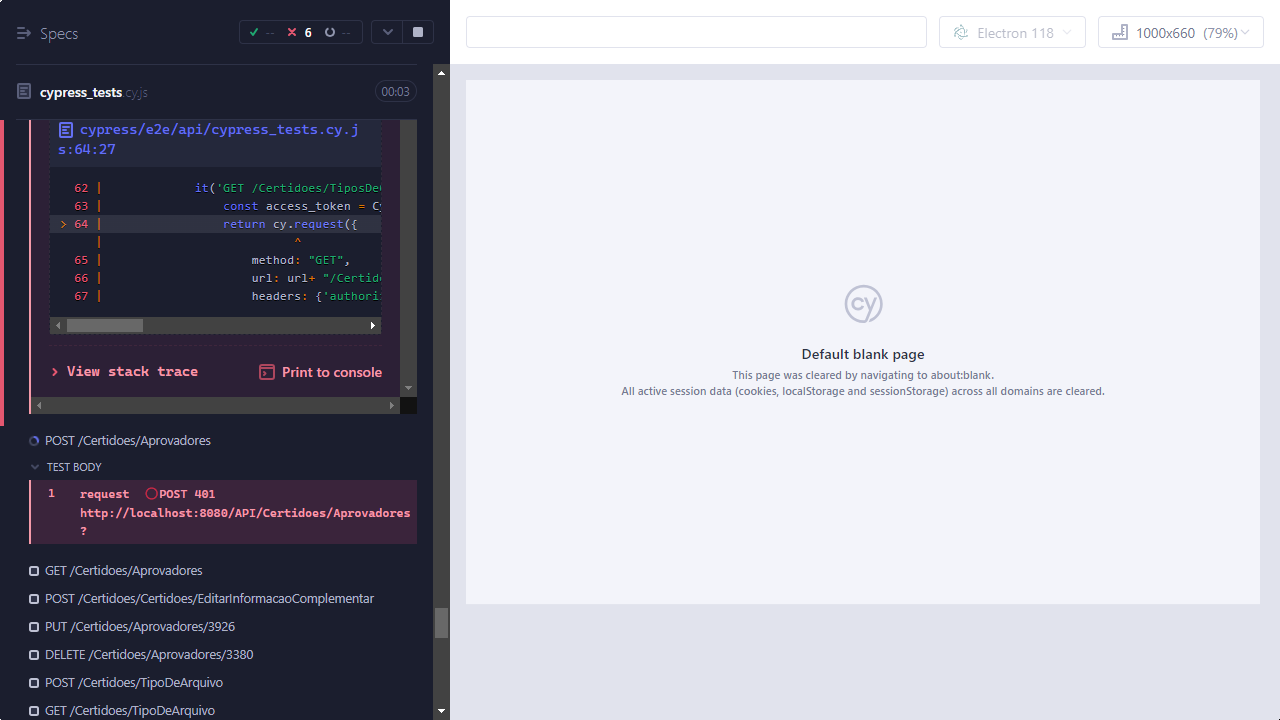 Specs
-- 6 --
Electron 118
1000x660 (79%)
cypress_tests.cy.js
00:03
cypress/e2e/api/cypress_tests.cy.j
s:64:27
62 | it('GET /Certidoes/TiposDe
63 | const access_token = Cy
> 64 | return cy.request({
| ^
65 | method: "GET",
66 | url: url+ "/Certido
67 | headers: {'authori
View stack trace
Print to console
POST /Certidoes/Aprovadores
TEST BODY
1 request POST 401
http://localhost:8080/API/Certidoes/Aprovadores
?
GET /Certidoes/Aprovadores
POST /Certidoes/Certidoes/EditarInformacaoComplementar
PUT /Certidoes/Aprovadores/3926
DELETE /Certidoes/Aprovadores/3380
POST /Certidoes/TipoDeArquivo
GET /Certidoes/TipoDeArquivo
cy
Default blank page
This page was cleared by navigating to about:blank.
All active session data (cookies, localStorage and sessionStorage) across all domains are cleared.